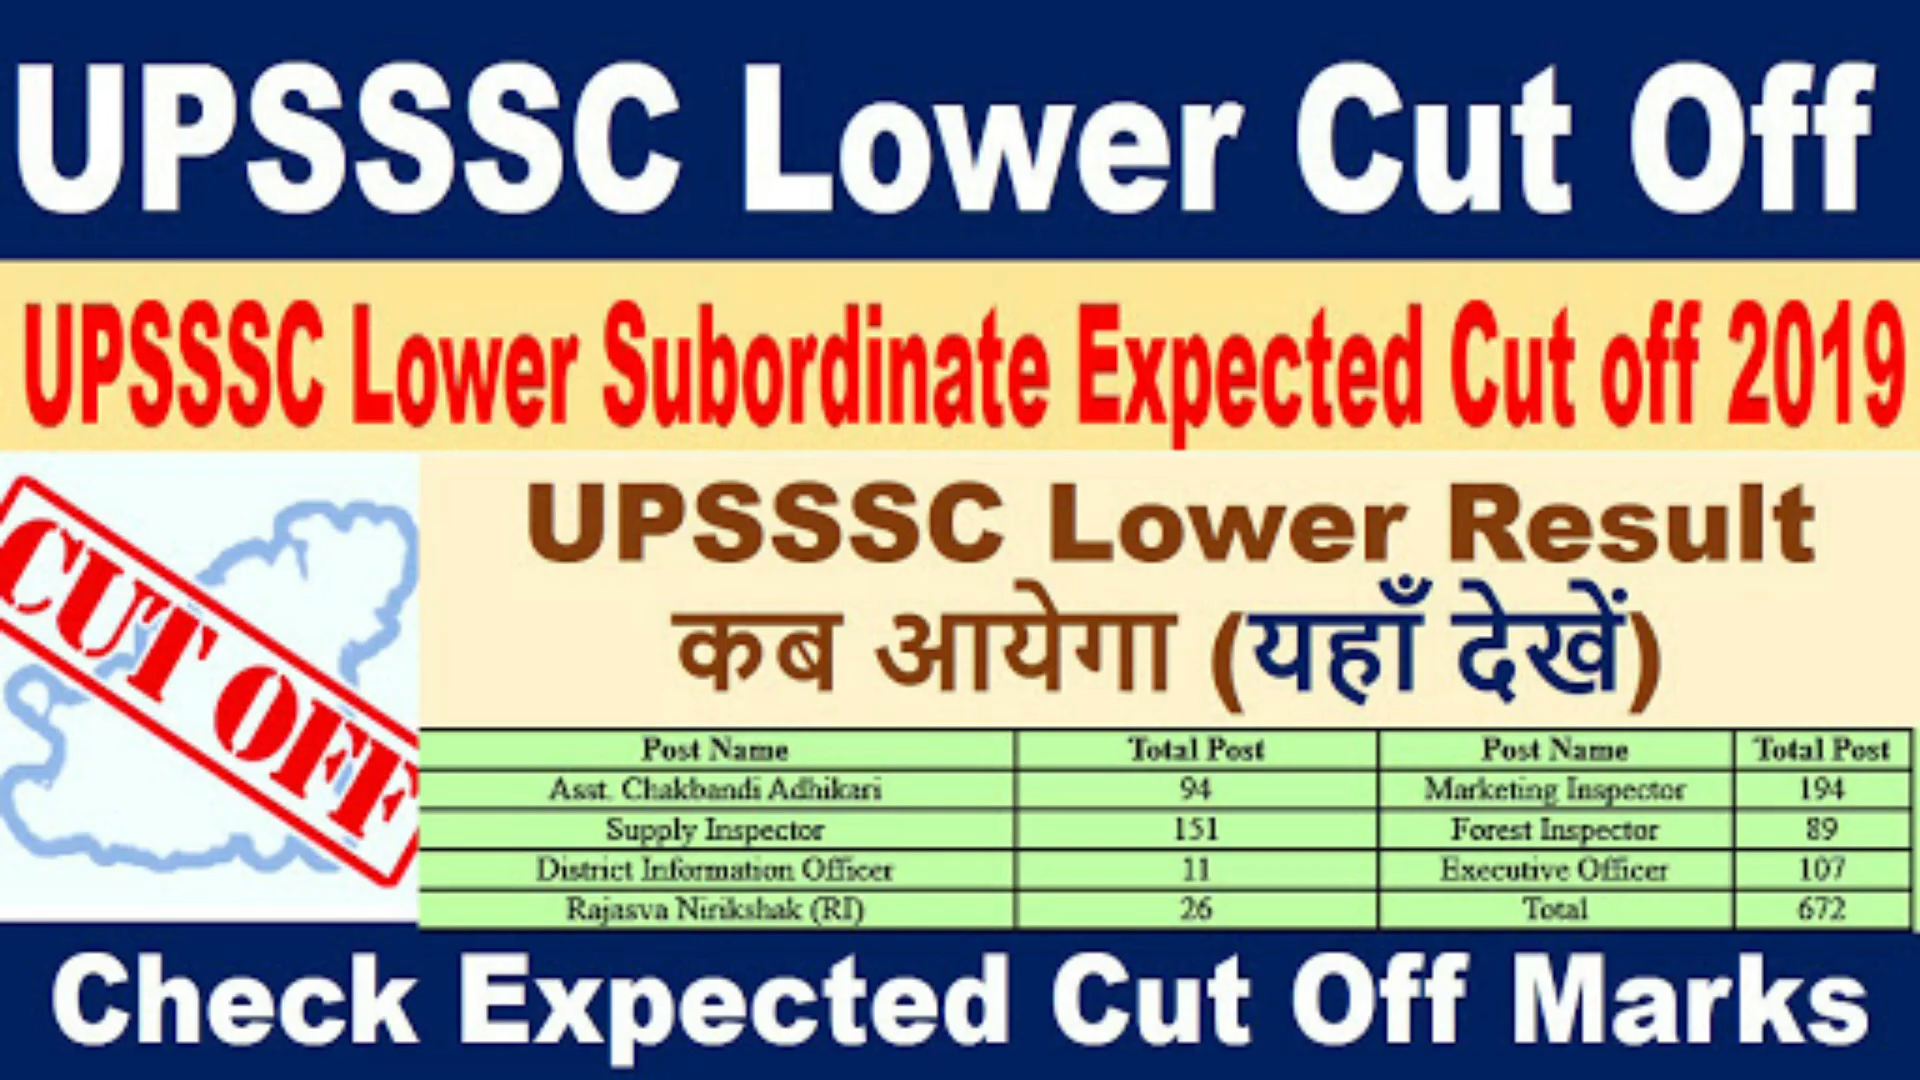 UPSSSC Lower Cut Off
UPSSSC Lower Subordinate Expected Cut off 2019
CUT OFF
UPSSSC Lower Result
कब आयेगा (यहाँ देखें)
Post Name Total Post Post Name Total Post
Asst. Chakbandi Adhikari 94 Marketing Inspector 194
Supply Inspector 151 Forest Inspector 89
District Information Officer 11 Executive Officer 107
Rajasva Nirikshak (RI) 26 Total 672
Check Expected Cut Off Marks